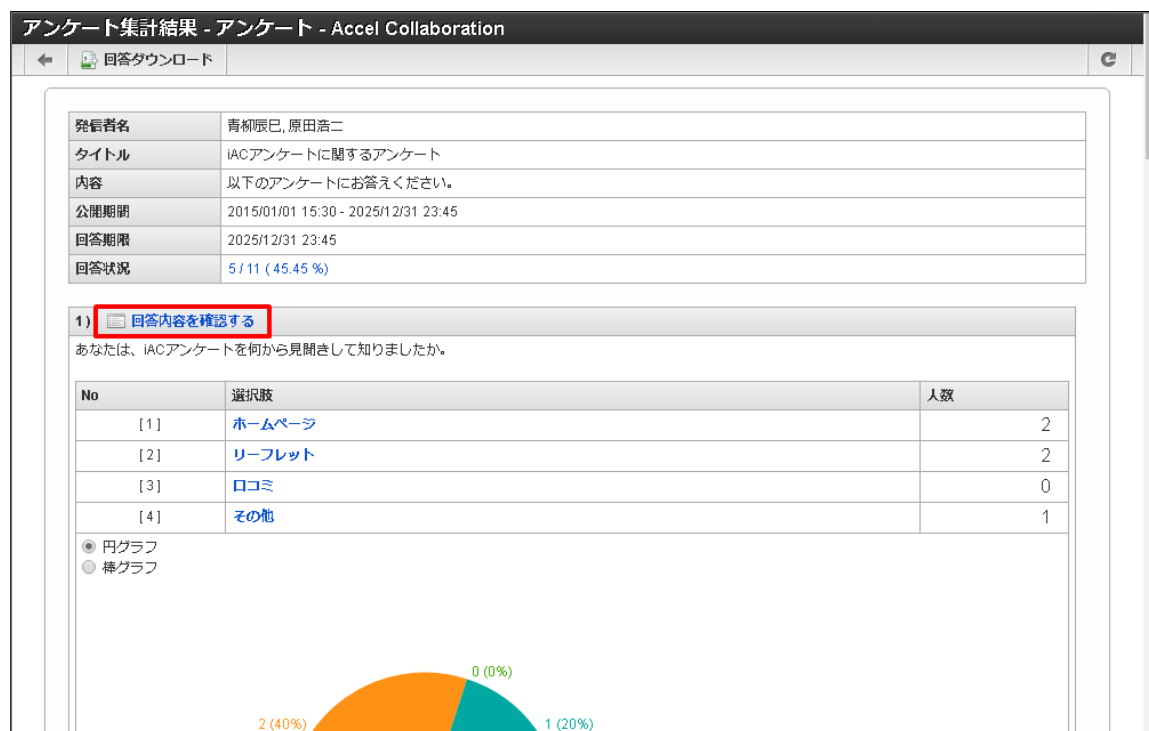 アンケート集計結果 - アンケート - Accel Collaboration
回答ダウンロード
発信者名 青柳辰巳, 原田浩二
タイトル iACアンケートに関するアンケート
内容 以下のアンケートにお答えください。
公開期間 2015/01/01 15:30 - 2025/12/31 23:45
回答期限 2025/12/31 23:45
回答状況 5 / 11 ( 45.45 %)
1) 回答内容を確認する
あなたは、iACアンケートを何から見聞きして知りましたか。
No 選択肢 人数
[1] ホームページ 2
[2] リーフレット 2
[3] 口コミ 0
[4] その他 1
円グラフ
棒グラフ
0 (0%)
2 (40%) 1 (20%)